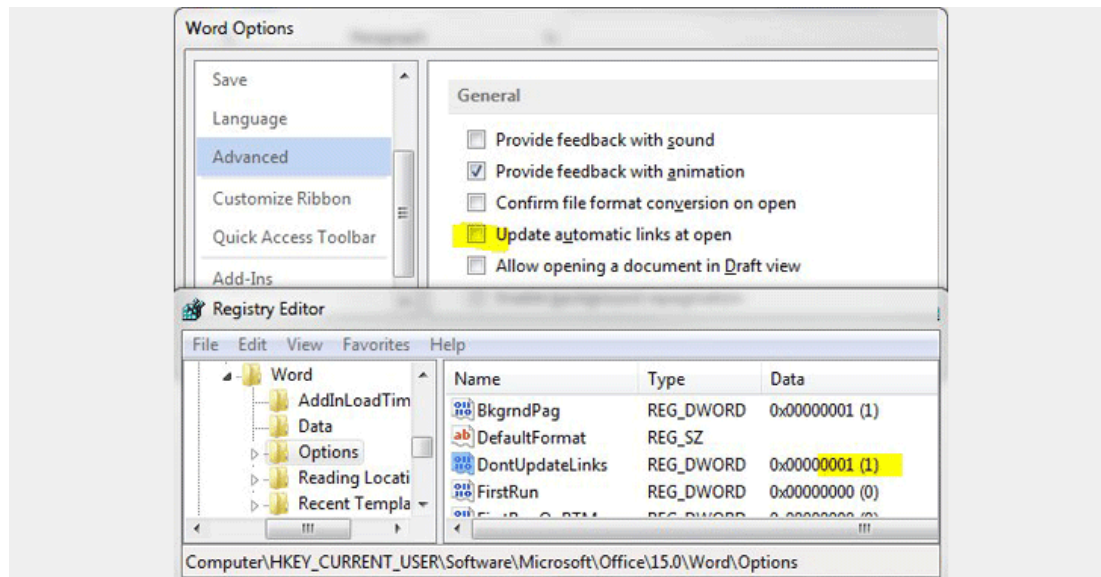 Word Options
Save
Language
Advanced
Customize Ribbon
Quick Access Toolbar
Add-Ins
General
Provide feedback with sound
Provide feedback with animation
Confirm file format conversion on open
Update automatic links at open
Allow opening a document in Draft view
Registry Editor
File Edit View Favorites Help
Word
AddInLoadTim
Data
Options
Reading Locati
Recent Templa
Name Type Data
BkgrndPag REG_DWORD 0x00000001 (1)
DefaultFormat REG_SZ
DontUpdateLinks REG_DWORD 0x00000001 (1)
FirstRun REG_DWORD 0x00000000 (0)
Computer\HKEY_CURRENT_USER\Software\Microsoft\Office\15.0\Word\Options